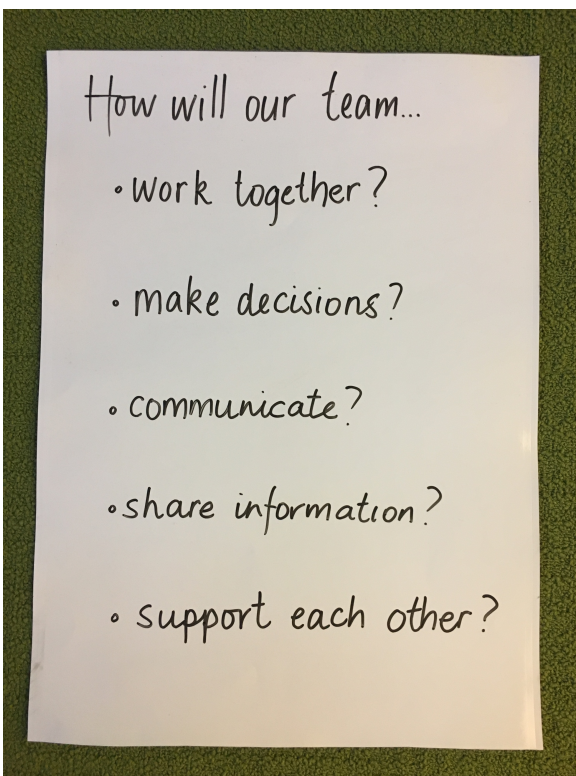 How will our team...
• work together?
• make decisions?
• communicate?
• share information?
• support each other?